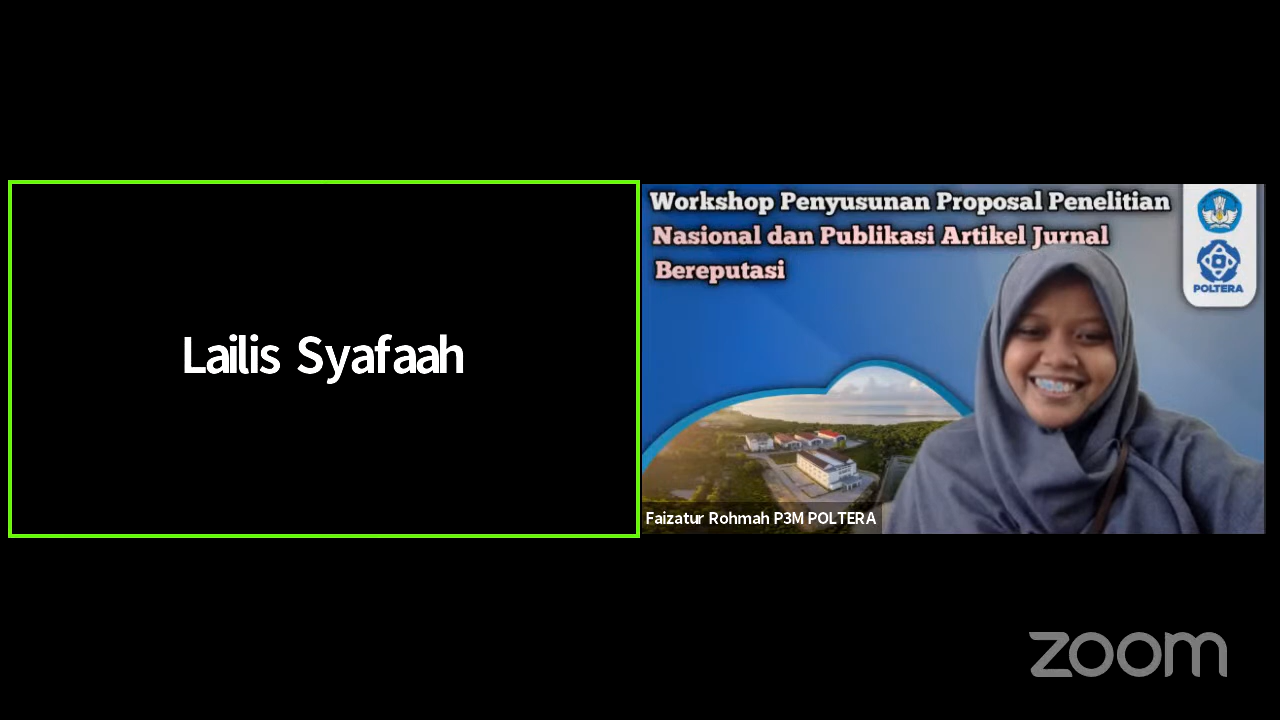 Lailis Syafaah
Workshop Penyusunan Proposal Penelitian
Nasional dan Publikasi Artikel Jurnal
Bereputasi
POLTERA
Faizatur Rohmah P3M POLTERA
zoom